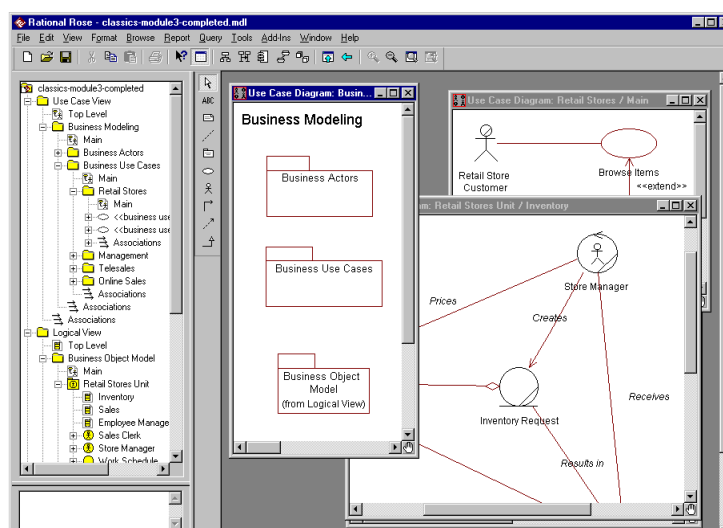 Rational Rose - classics-module3-completed.mdl
File Edit View Format Browse Report Query Tools Add-Ins Window Help
classics-module3-completed
Use Case View
Top Level
Business Modeling
Main
Business Actors
Business Use Cases
Main
Retail Stores
Main
<<business use
<<business use
Associations
Management
Telesales
Online Sales
Associations
Associations
Associations
Logical View
Top Level
Business Object Model
Main
Retail Stores Unit
Inventory
Sales
Employee Manage
Sales Clerk
Store Manager
Work Schedule
ABC
Use Case Diagram: Busin...
Business Modeling
Business Actors
Business Use Cases
Business Object
Model
(from Logical View)
Use Case Diagram: Retail Stores / Main
Retail Store
Customer
Browse Items
<<extend>>
am: Retail Stores Unit / Inventory
Store Manager
Prices
Creates
Receives
Inventory Request
Results in